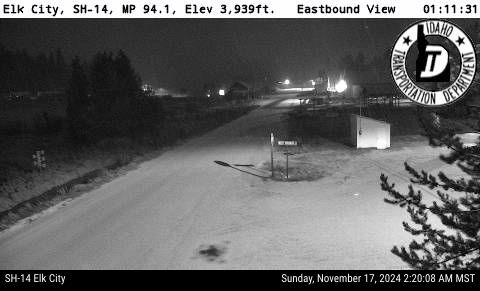 Elk City, SH-14, MP 94.1, Elev 3,939ft. Eastbound View 01:11:31
IDAHO
TRANSPORTATION DEPARTMENT
SH-14 Elk City
Sunday, November 17, 2024 2:20:08 AM MST